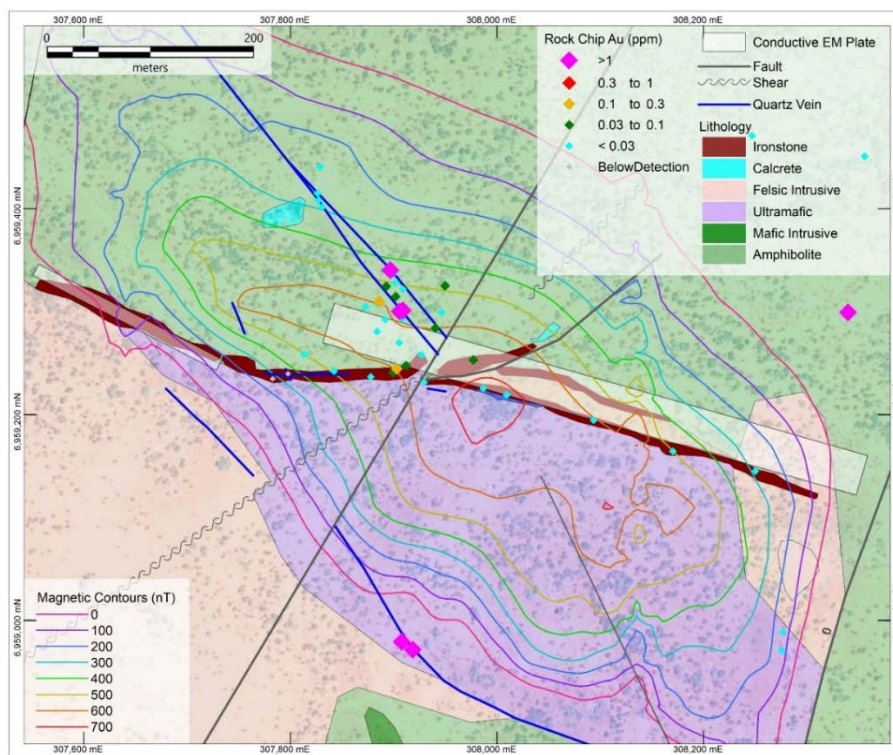 307,600 mE
307,800 mE
308,000 mE
308,200 mE
0
200
meters
Rock Chip Au (ppm)
>1
0.3 to 1
0.1 to 0.3
0.03 to 0.1
< 0.03
BelowDetection
Conductive EM Plate
Fault
Shear
Quartz Vein
Lithology
Ironstone
Calcrete
Felsic Intrusive
Ultramafic
Mafic Intrusive
Amphibolite
6,959,400 mN
6,959,200 mN
6,959,000 mN
Magnetic Contours (nT)
0
100
200
300
400
500
600
700
0
307,600 mE
307,800 mE
308,000 mE
308,200 mE